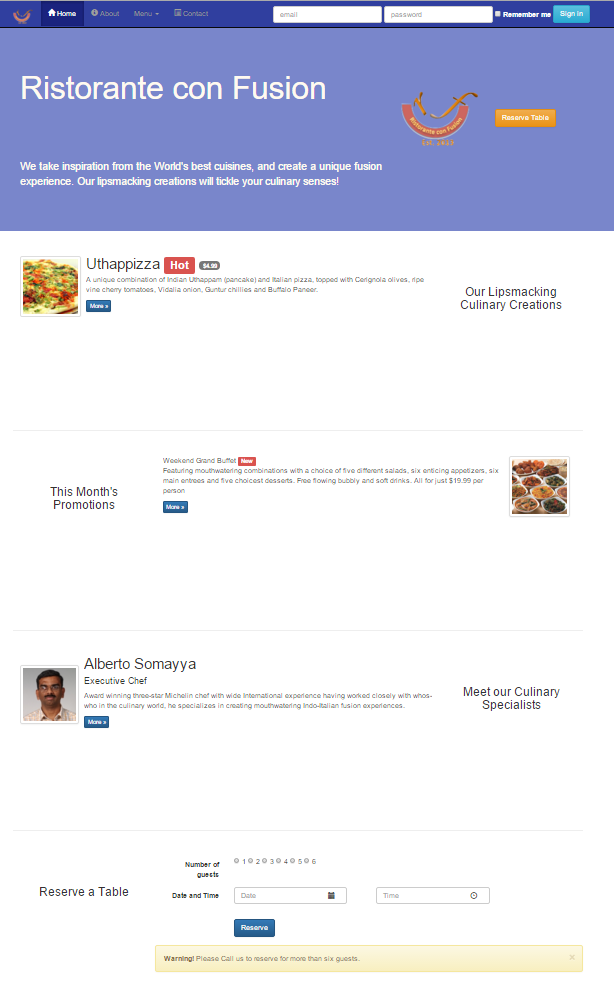 Home About Menu Contact email password Remember me Sign in
Ristorante con Fusion
Ristorante con Fusion
Reserve Table
We take inspiration from the World's best cuisines, and create a unique fusion
experience. Our lipsmacking creations will tickle your culinary senses!
Uthappizza Hot $4.99
A unique combination of Indian Uthappam (pancake) and Italian pizza, topped with Cerignola olives, ripe
vine cherry tomatoes, Vidalia onion, Guntur chillies and Buffalo Paneer.
More »
Our Lipsmacking
Culinary Creations
This Month's
Promotions
Weekend Grand Buffet New
Featuring mouthwatering combinations with a choice of five different salads, six enticing appetizers, six
main entrees and five choicest desserts. Free flowing bubbly and soft drinks. All for just $19.99 per
person
More »
Alberto Somayya
Executive Chef
Award winning three-star Michelin chef with wide International experience having worked closely with whos-
who in the culinary world, he specializes in creating mouthwatering Indo-Italian fusion experiences.
More »
Meet our Culinary
Specialists
Reserve a Table
Number of
guests
1 2 3 4 5 6
Date and Time
Date
Time
Reserve
Warning! Please Call us to reserve for more than six guests. ×